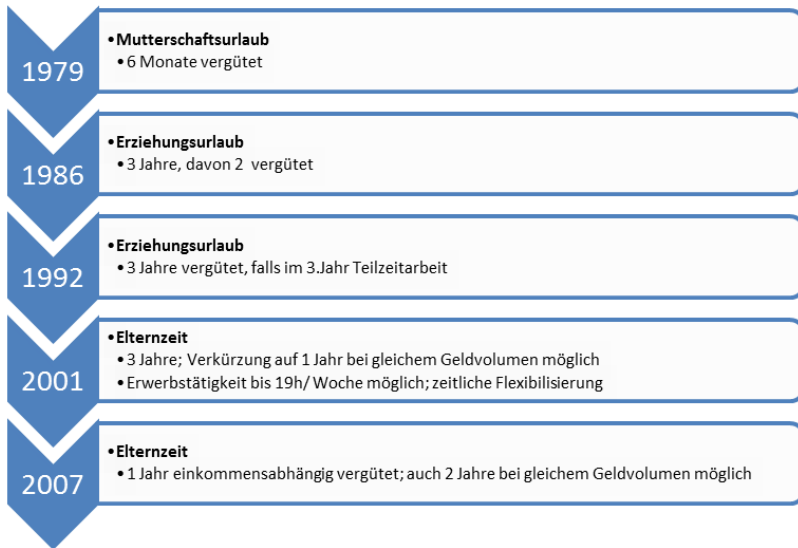 1979
•Mutterschaftsurlaub
•6 Monate vergütet
1986
•Erziehungsurlaub
•3 Jahre, davon 2 vergütet
1992
•Erziehungsurlaub
•3 Jahre vergütet, falls im 3.Jahr Teilzeitarbeit
2001
•Elternzeit
•3 Jahre; Verkürzung auf 1 Jahr bei gleichem Geldvolumen möglich
•Erwerbstätigkeit bis 19h/ Woche möglich; zeitliche Flexibilisierung
2007
•Elternzeit
•1 Jahr einkommensabhängig vergütet; auch 2 Jahre bei gleichem Geldvolumen möglich